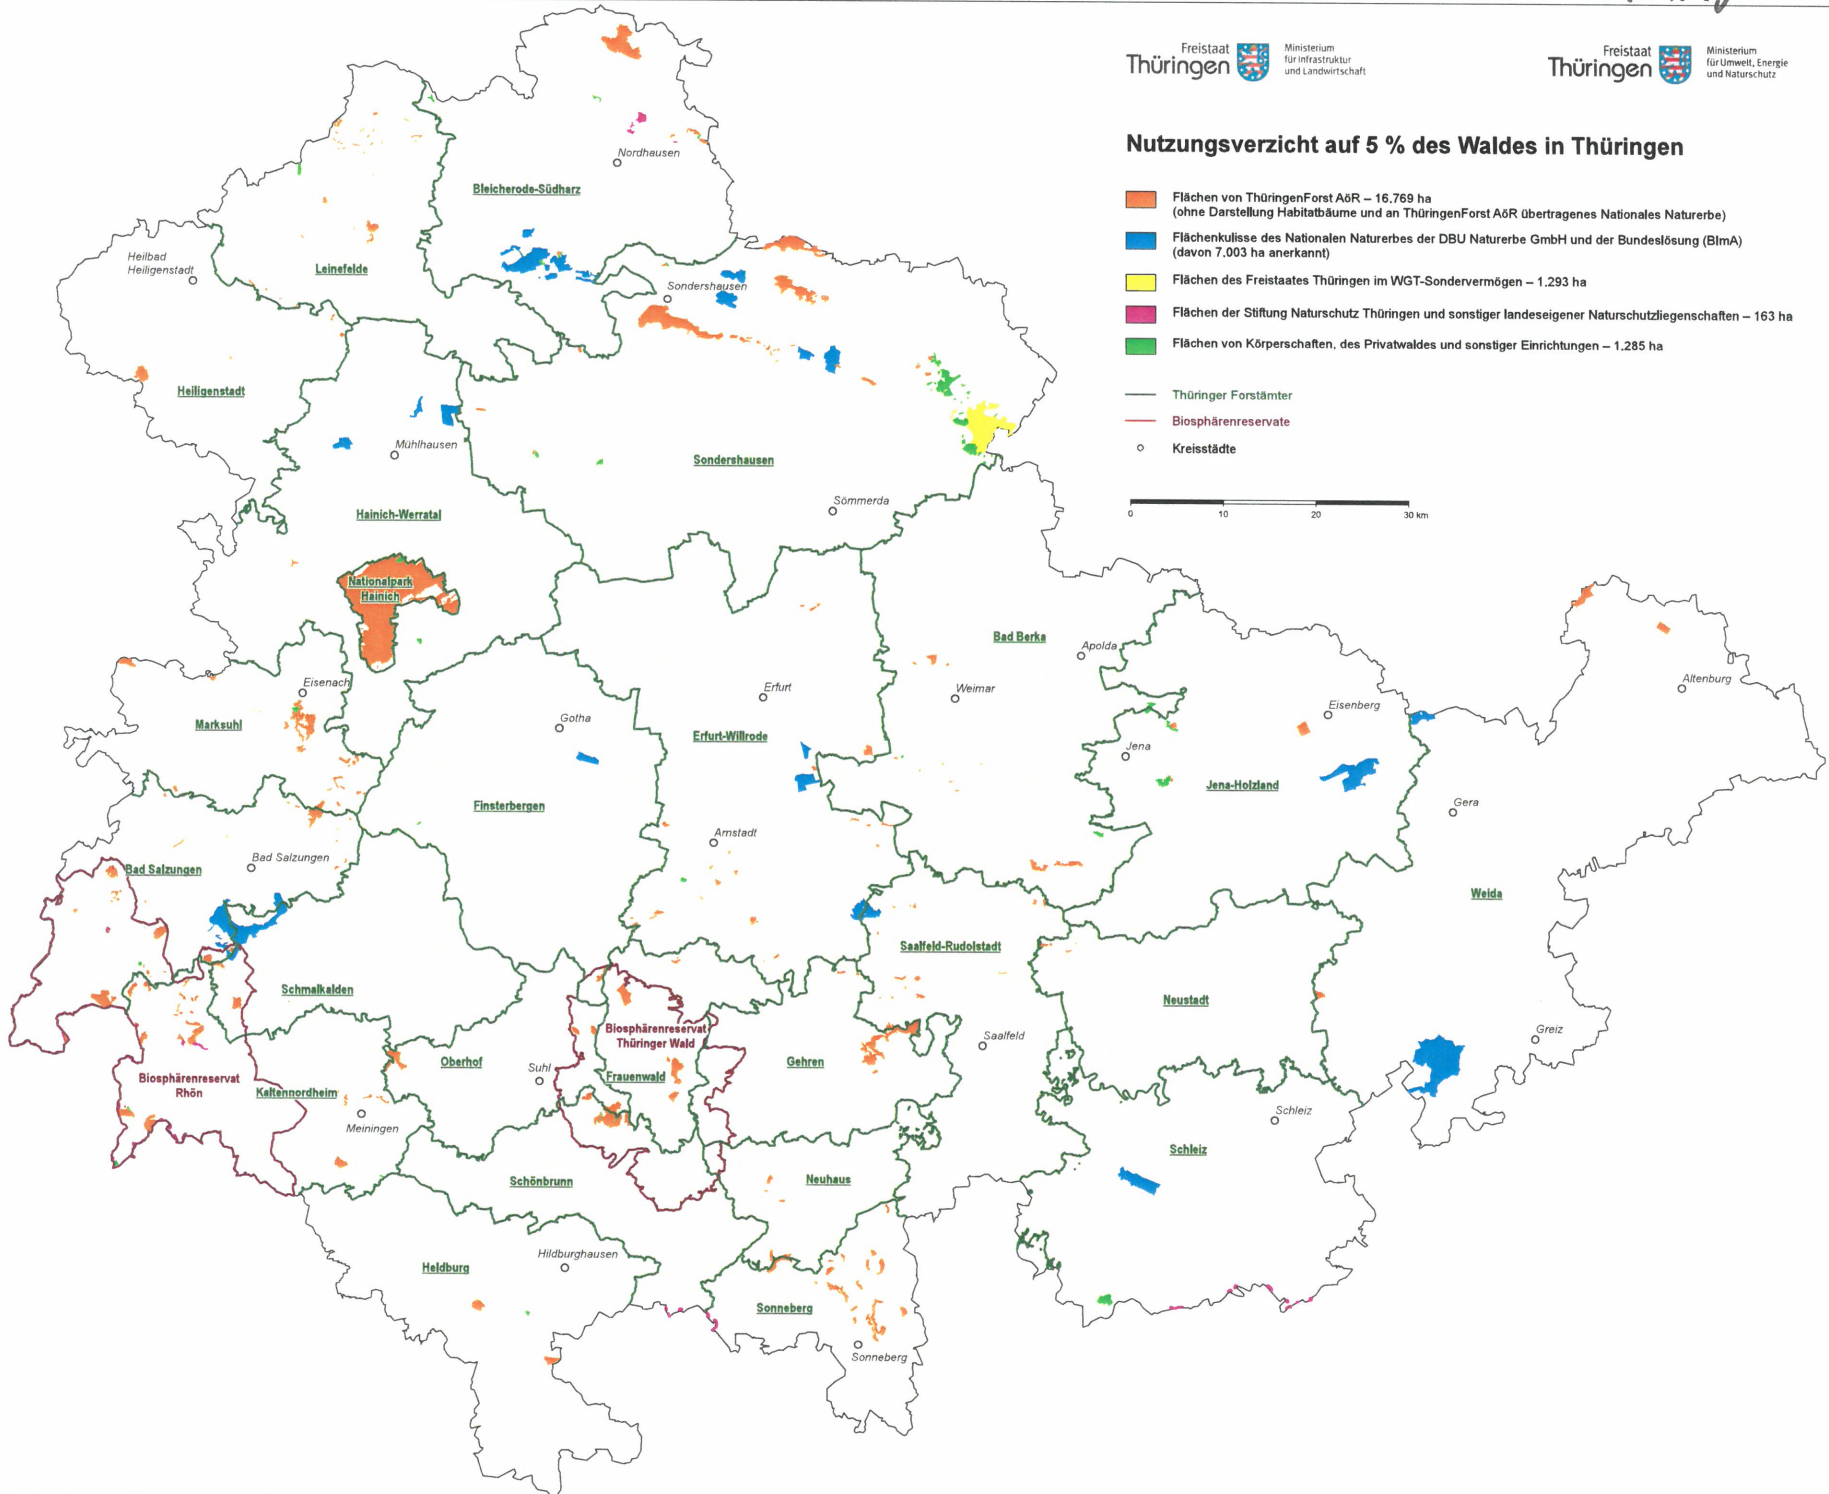 Freistaat
Thüringen
Ministerium
für Infrastruktur
und Landwirtschaft
Freistaat
Thüringen
Ministerium
für Umwelt, Energie
und Naturschutz
Nutzungsverzicht auf 5 % des Waldes in Thüringen
Flächen von ThüringenForst AöR – 16.769 ha
(ohne Darstellung Habitatbäume und an ThüringenForst AöR übertragenes Nationales Naturerbe)
Flächenkulisse des Nationalen Naturerbes der DBU Naturerbe GmbH und der Bundeslösung (BImA)
(davon 7.003 ha anerkannt)
Flächen des Freistaates Thüringen im WGT-Sondervermögen – 1.293 ha
Flächen der Stiftung Naturschutz Thüringen und sonstiger landeseigener Naturschutzliegenschaften – 163 ha
Flächen von Körperschaften, des Privatwaldes und sonstiger Einrichtungen – 1.285 ha
Thüringer Forstämter
Biosphärenreservate
Kreisstädte
0 10 20 30 km
Nordhausen
Bleicherode-Südharz
Heilbad
Heiligenstadt
Leinefelde
Sondershausen
Heiligenstadt
Mühlhausen
Sondershausen
Sömmerda
Hainich-Werratal
Nationalpark
Hainich
Bad Berka
Apolda
Eisenach
Erfurt
Weimar
Altenburg
Marksuhl
Gotha
Erfurt-Willrode
Eisenberg
Jena
Jena-Holzland
Finsterbergen
Gera
Arnstadt
Bad Salzungen
Bad Salzungen
Weida
Saalfeld-Rudolstadt
Schmalkalden
Neustadt
Biosphärenreservat
Thüringer Wald
Saalfeld
Greiz
Oberhof
Gehren
Suhl
Frauenwald
Biosphärenreservat
Rhön
Kaltennordheim
Meiningen
Schleiz
Schleiz
Schönbrunn
Neuhaus
Hildburghausen
Heldburg
Sonneberg
Sonneberg